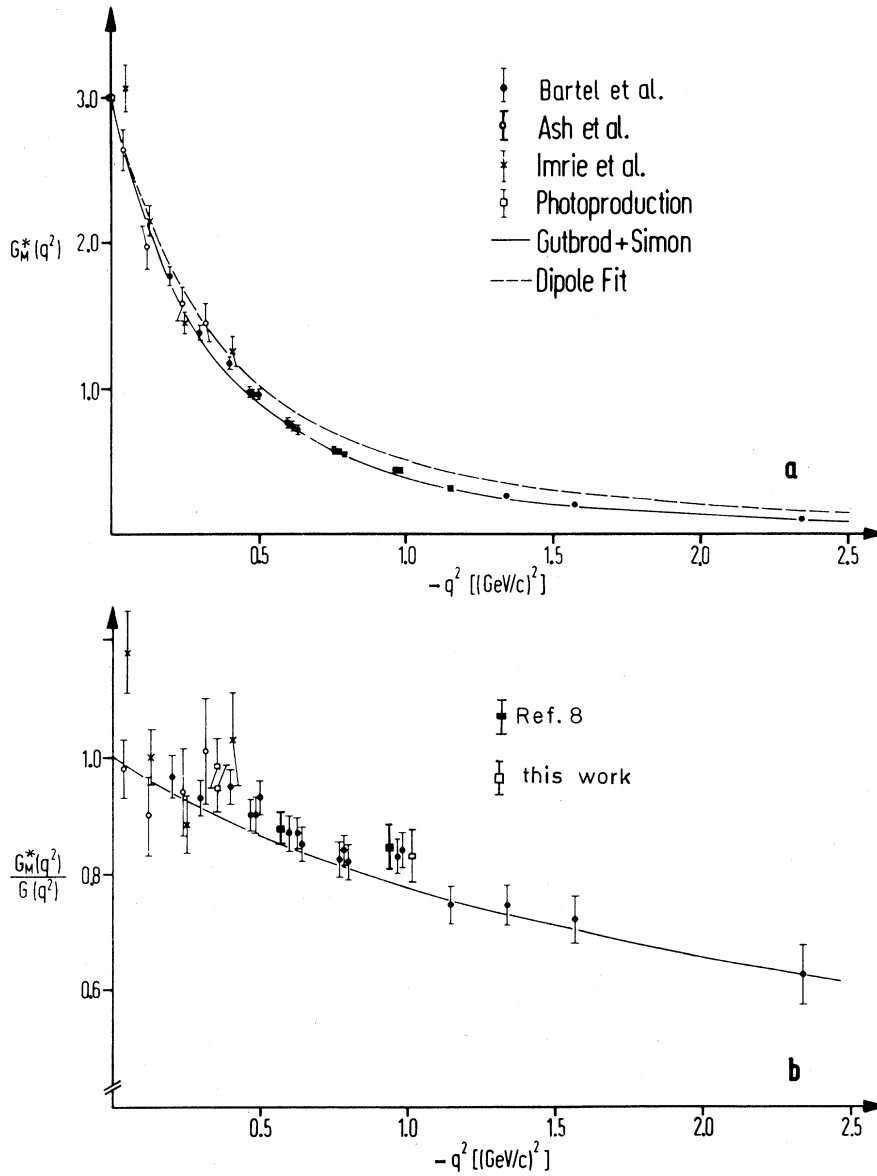 3.0
2.0
1.0
G*M(q²)
Bartel et al.
Ash et al.
Imrie et al.
Photoproduction
Gutbrod+Simon
Dipole Fit
a
0.5
1.0
1.5
2.0
2.5
– q² [(GeV/c)²]
1.0
0.8
0.6
G*M(q²)
G(q²)
Ref. 8
this work
b
0.5
1.0
1.5
2.0
2.5
– q² [(GeV/c)²]